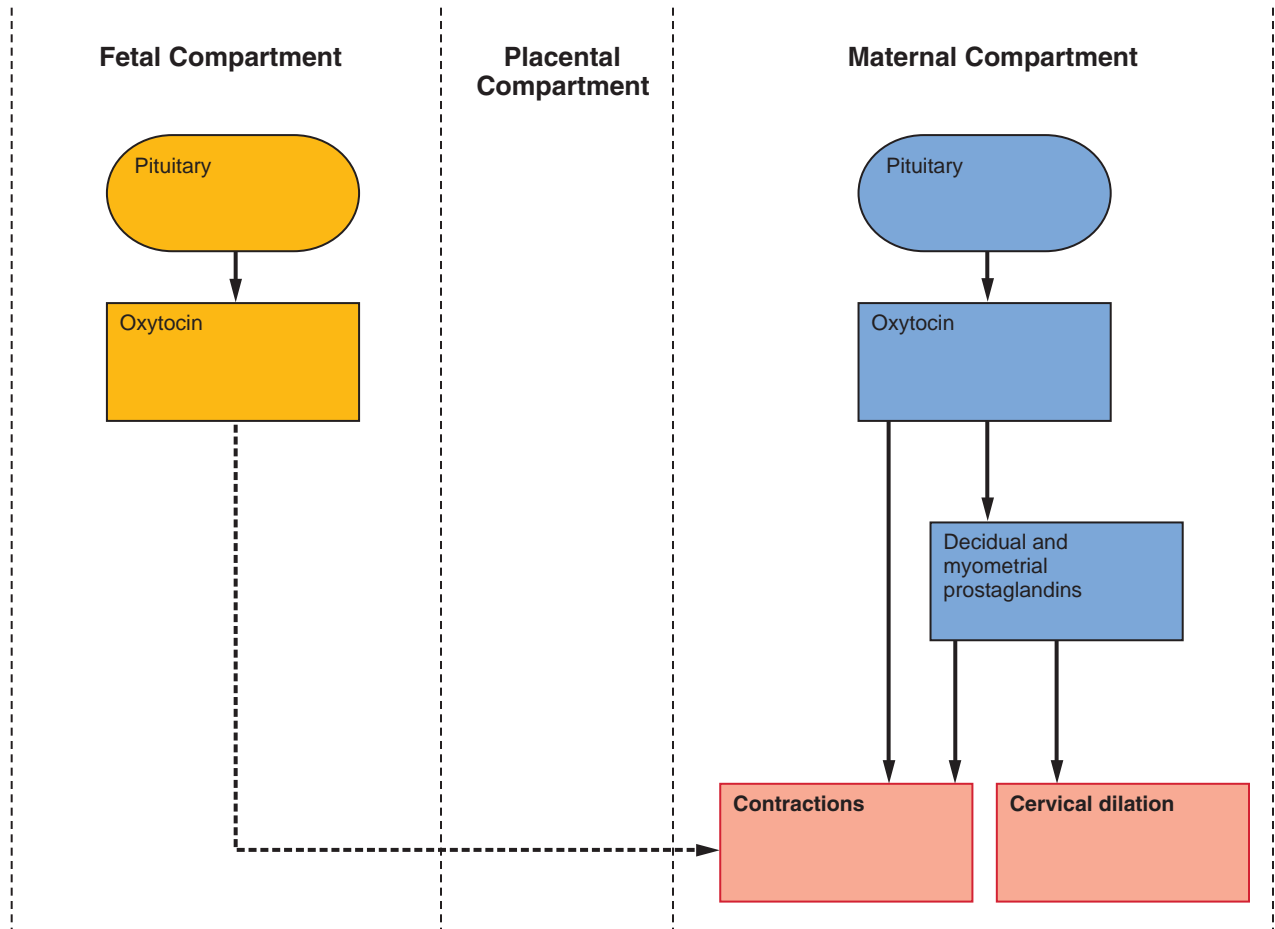 Fetal Compartment
Placental
Compartment
Maternal Compartment
Pituitary
Pituitary
Oxytocin
Oxytocin
Decidual and
myometrial
prostaglandins
Contractions
Cervical dilation